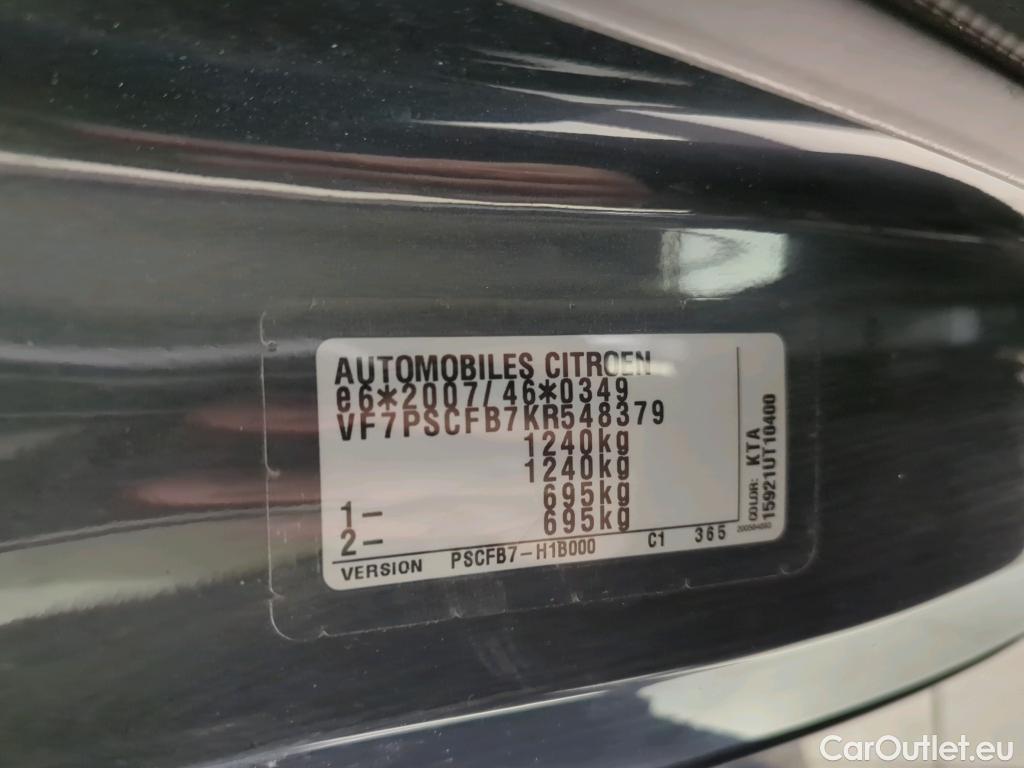 AUTOMOBILES CITROEN
e6*2007/46*0349
VF7PSCFB7KR548379
1240kg
1240kg
1- 695kg
2- 695kg
VERSION PSCFB7-H1B000 C1 365
COLOR: KTA
15921UT10400
CarOutlet.eu